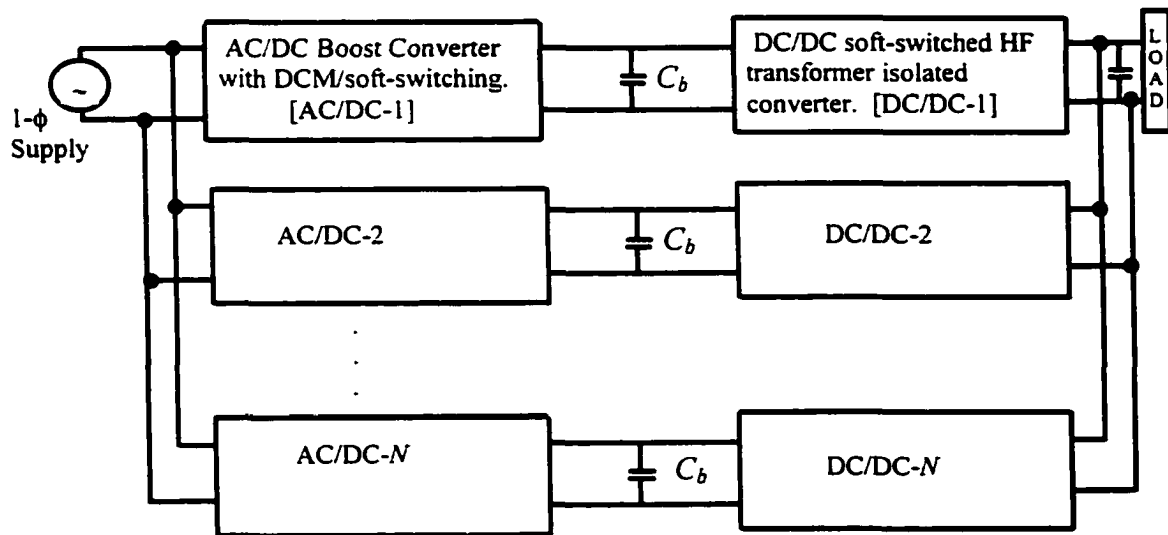 AC/DC Boost Converter
with DCM/soft-switching.
[AC/DC-1]
C_b
DC/DC soft-switched HF
transformer isolated
converter. [DC/DC-1]
LOAD
~
1-ϕ
Supply
AC/DC-2
C_b
DC/DC-2
AC/DC-N
C_b
DC/DC-N